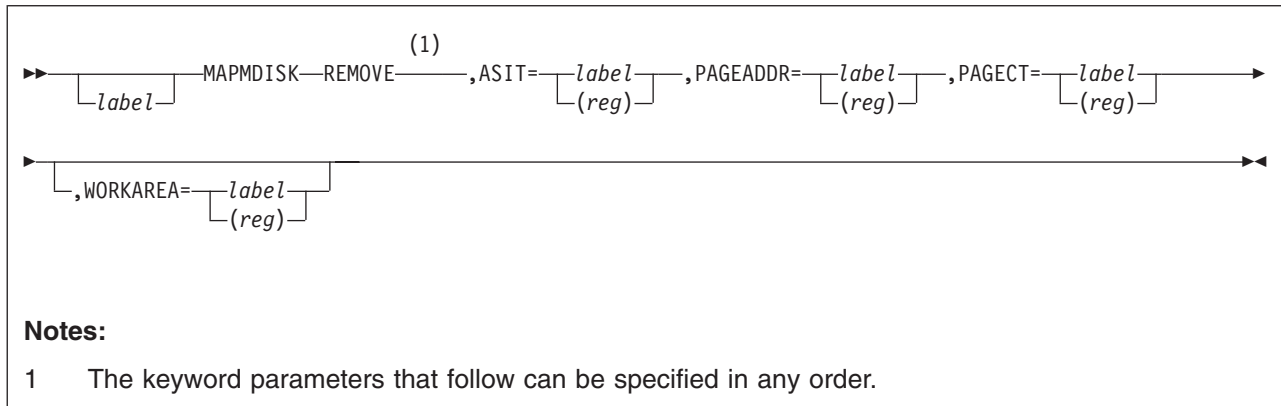 (1)
MAPMDISK REMOVE ,ASIT= label ,PAGEADDR= label ,PAGECT= label
label (reg) (reg) (reg)
,WORKAREA= label
(reg)
Notes:
1 The keyword parameters that follow can be specified in any order.